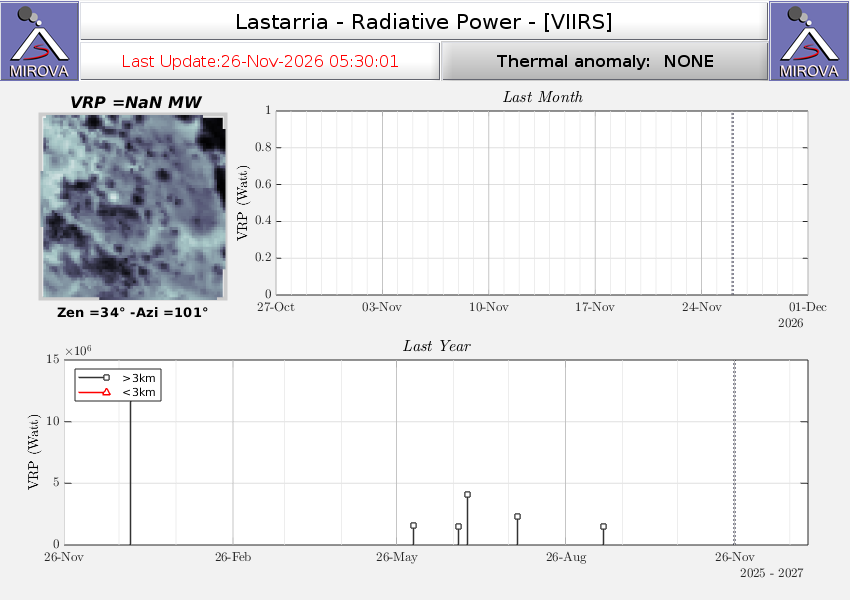 Lastarria - Radiative Power - [VIIRS]
MIROVA
Last Update:26-Nov-2026 05:30:01
Thermal anomaly: NONE
MIROVA
VRP =NaN MW
Zen =34° -Azi =101°
Last Month
VRP (Watt)
1
0.8
0.6
0.4
0.2
0
27-Oct 03-Nov 10-Nov 17-Nov 24-Nov 01-Dec
2026
Last Year
×10⁶
VRP (Watt)
15
10
5
0
>3km
<3km
26-Nov 26-Feb 26-May 26-Aug 26-Nov
2025 - 2027